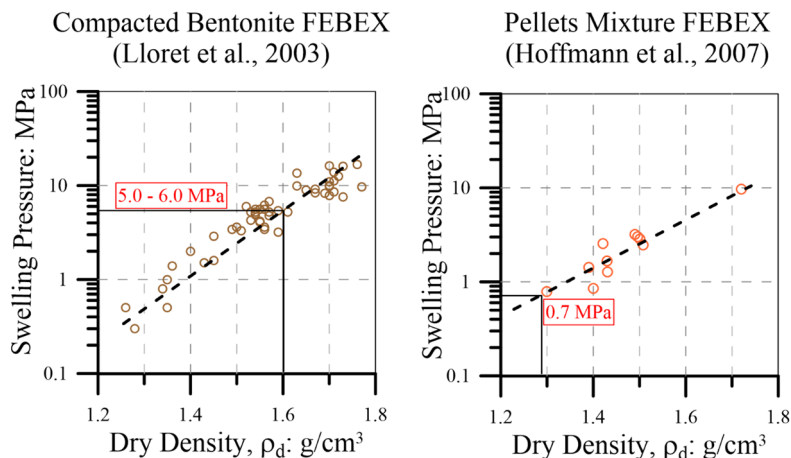 Compacted Bentonite FEBEX
(Lloret et al., 2003)
100
10
1
0.1
Swelling Pressure: MPa
5.0 - 6.0 MPa
1.2
1.4
1.6
1.8
Dry Density, ρd: g/cm³
Pellets Mixture FEBEX
(Hoffmann et al., 2007)
100
10
1
0.1
Swelling Pressure: MPa
0.7 MPa
1.2
1.4
1.6
1.8
Dry Density, ρd: g/cm³